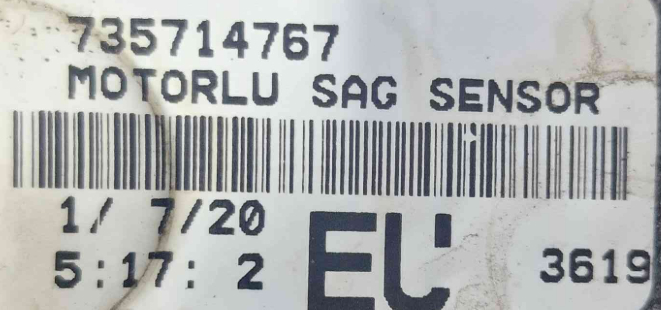 735714767
MOTORLU SAG SENSOR
1/ 7/20
5:17: 2
EU
3619